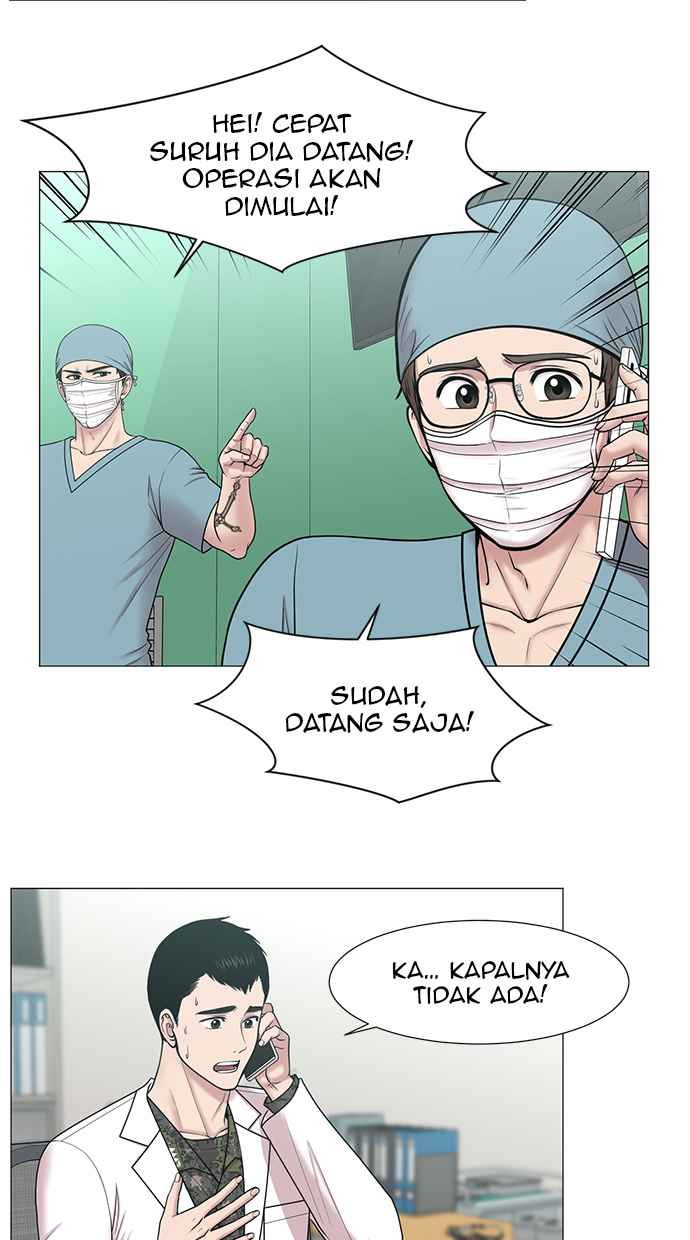 HEI! CEPAT
SURUH DIA DATANG!
OPERASI AKAN
DIMULAI!
SUDAH,
DATANG SAJA!
KA... KAPALNYA
TIDAK ADA!